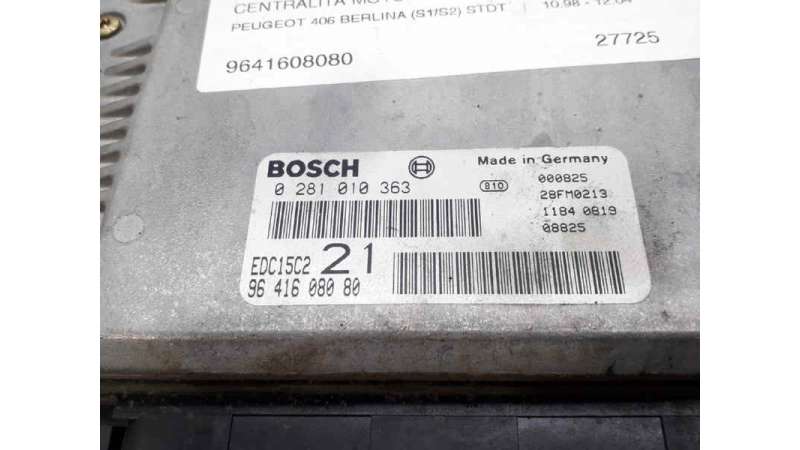 CENTRALITA MOTO
PEUGEOT 406 BERLINA (S1/S2) STDT | 10.98 - 12.04
9641608080 27725
BOSCH Made in Germany
0 281 010 363 810 000825
28FM0213
1184 0819
08825
EDC15C2 21
96 416 080 80